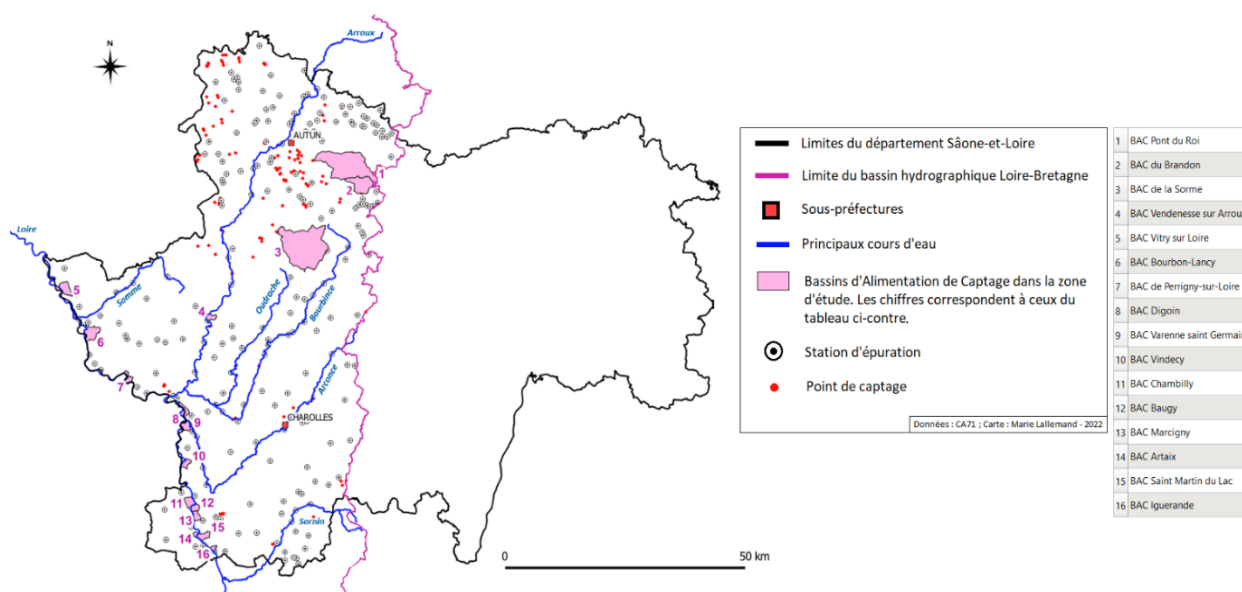 N
Arroux
AUTUN
1
2
3
Loire
Somme
Oudrache
Bourbince
5
4
6
7
Arconce
CHAROLLES
8
9
10
11
12
13
15
14
16
Sornin
0
50 km
Limites du département Sâone-et-Loire
Limite du bassin hydrographique Loire-Bretagne
Sous-préfectures
Principaux cours d'eau
Bassins d'Alimentation de Captage dans la zone
d'étude. Les chiffres correspondent à ceux du
tableau ci-contre.
Station d'épuration
Point de captage
Données : CA71 ; Carte : Marie Lallemand - 2022
1 BAC Pont du Roi
2 BAC du Brandon
3 BAC de la Sorme
4 BAC Vendenesse sur Arrou
5 BAC Vitry sur Loire
6 BAC Bourbon-Lancy
7 BAC de Perrigny-sur-Loire
8 BAC Digoin
9 BAC Varenne saint Germain
10 BAC Vindecy
11 BAC Chambilly
12 BAC Baugy
13 BAC Marcigny
14 BAC Artaix
15 BAC Saint Martin du Lac
16 BAC Iguerande